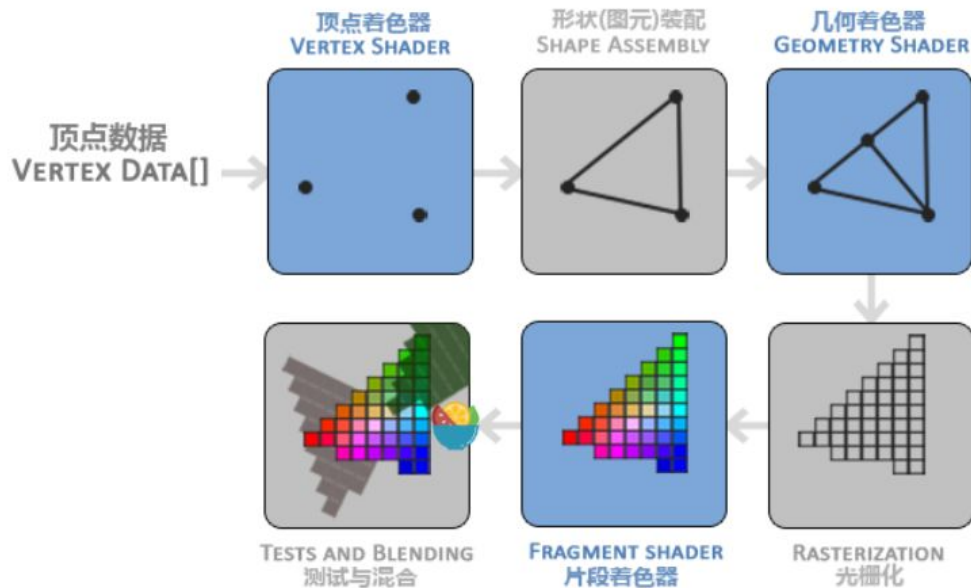 顶点着色器
VERTEX SHADER
形状(图元)装配
SHAPE ASSEMBLY
几何着色器
GEOMETRY SHADER
顶点数据
VERTEX DATA[]
TESTS AND BLENDING
测试与混合
FRAGMENT SHADER
片段着色器
RASTERIZATION
光栅化